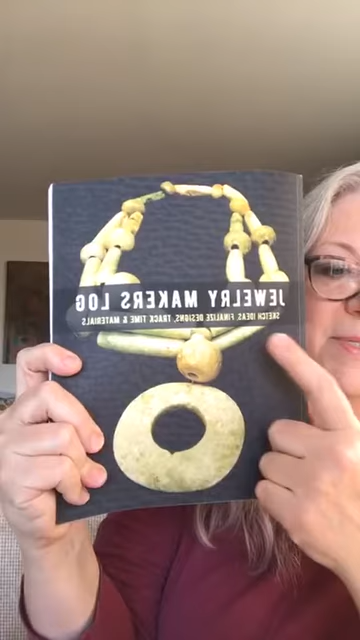 JEWELRY MAKERS LOG
SKETCH IDEAS FINALIZE DESIGNS, TRACK TIME & MATERIALS